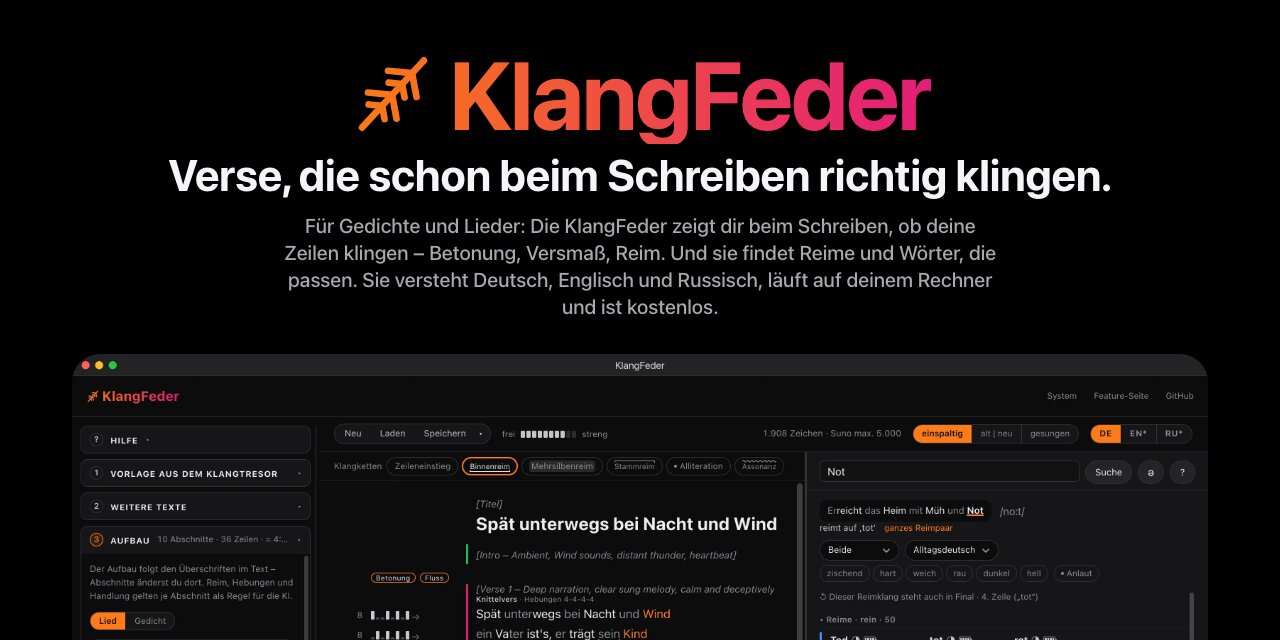 KlangFeder
Verse, die schon beim Schreiben richtig klingen.
Für Gedichte und Lieder: Die KlangFeder zeigt dir beim Schreiben, ob deine
Zeilen klingen – Betonung, Versmaß, Reim. Und sie findet Reime und Wörter, die
passen. Sie versteht Deutsch, Englisch und Russisch, läuft auf deinem Rechner
und ist kostenlos.
KlangFeder
KlangFeder
System Feature-Seite GitHub
? HILFE
1 VORLAGE AUS DEM KLANGTRESOR
2 WEITERE TEXTE
3 AUFBAU 10 Abschnitte · 36 Zeilen · ≈ 4:...
Der Aufbau folgt den Überschriften im Text –
Abschnitte änderst du dort. Reim, Hebungen und
Handlung gelten je Abschnitt als Regel für die KI.
Lied Gedicht
Neu Laden Speichern frei streng
1.908 Zeichen · Suno max. 5.000 einspaltig alt | neu gesungen DE EN* RU*
Klangketten Zeileneinstieg Binnenreim Mehrsilbenreim Stammreim • Alliteration Assonanz
[Titel]
Spät unterwegs bei Nacht und Wind
[Intro – Ambient, Wind sounds, distant thunder, heartbeat]
Betonung Fluss
[Verse 1 – Deep narration, clear sung melody, calm and deceptively
Knittelvers · Hebungen 4-4-4-4
8 Spät unterwegs bei Nacht und Wind
8 ein Vater ist's, er trägt sein Kind
Not Suche ə ?
Erreicht das Heim mit Müh und Not /noːt/
reimt auf ‚tot‘ ganzes Reimpaar
Beide Alltagsdeutsch
zischend hart weich rau dunkel hell • Anlaut
Dieser Reimklang steht auch in Final · 4. Zeile („tot“)
Reime · rein · 50
Tod tot rot